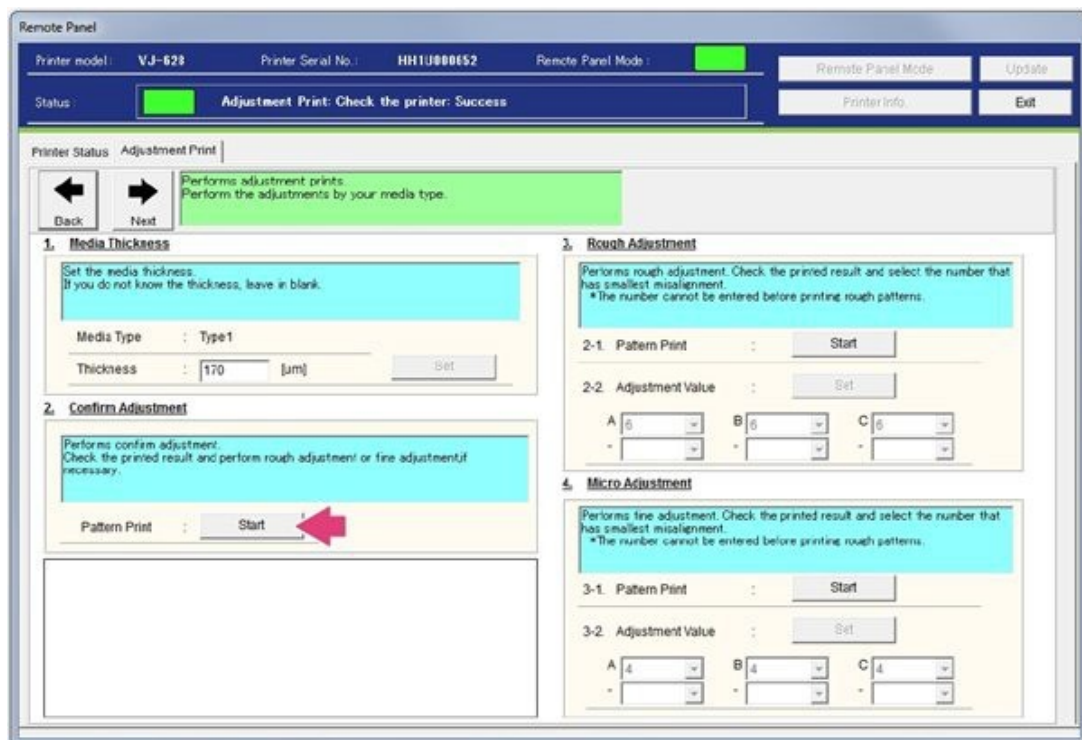 Remote Panel
Printer model : VJ-628 Printer Serial No. : HH1U000652 Remote Panel Mode :
Remote Panel Mode Update
Status : Adjustment Print: Check the printer: Success
Printer Info. Exit
Printer Status Adjustment Print
Back Next
Performs adjustment prints.
Perform the adjustments by your media type.
1. Media Thickness
Set the media thickness.
If you do not know the thickness, leave in blank.
Media Type : Type1
Thickness : 170 [um] Set
2. Confirm Adjustment
Performs confirm adjustment.
Check the printed result and perform rough adjustment or fine adjustment,if
necessary.
Pattern Print : Start
3. Rough Adjustment
Performs rough adjustment. Check the printed result and select the number that
has smallest misalignment.
*The number cannot be entered before printing rough patterns.
2-1. Pattern Print : Start
2-2. Adjustment Value : Set
A 6 B 6 C 6
- - -
4. Micro Adjustment
Performs fine adjustment. Check the printed result and select the number that
has smallest misalignment.
*The number cannot be entered before printing rough patterns.
3-1. Pattern Print : Start
3-2. Adjustment Value : Set
A 4 B 4 C 4
- - -